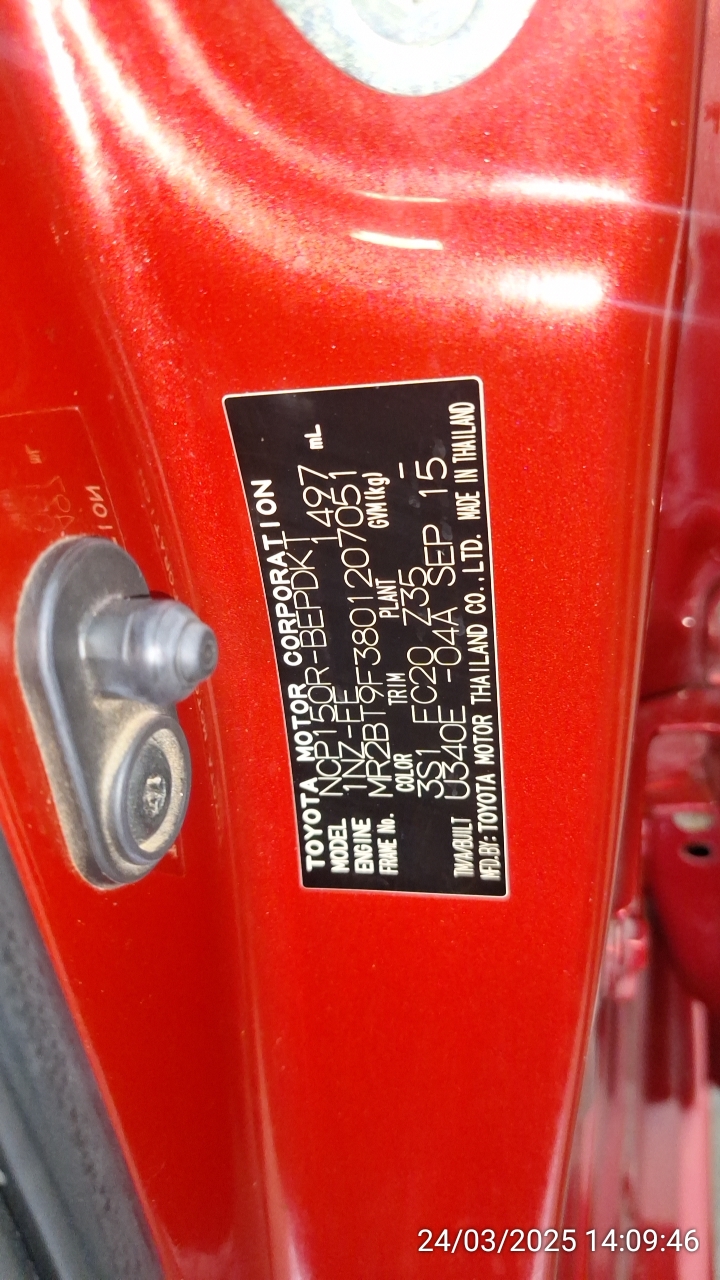 TOYOTA MOTOR CORPORATION
MODEL NCP150R-BEPDKT
ENGINE 1NZ-FE 1497 mL
FRAME No. MR2BT9F3801207051
COLOR TRIM PLANT GVM(kg)
3S1 FC20 Z35 –
TM/A/BUILT U340E -04A SEP 15
MFD.BY: TOYOTA MOTOR THAILAND CO.,LTD. MADE IN THAILAND
24/03/2025 14:09:46